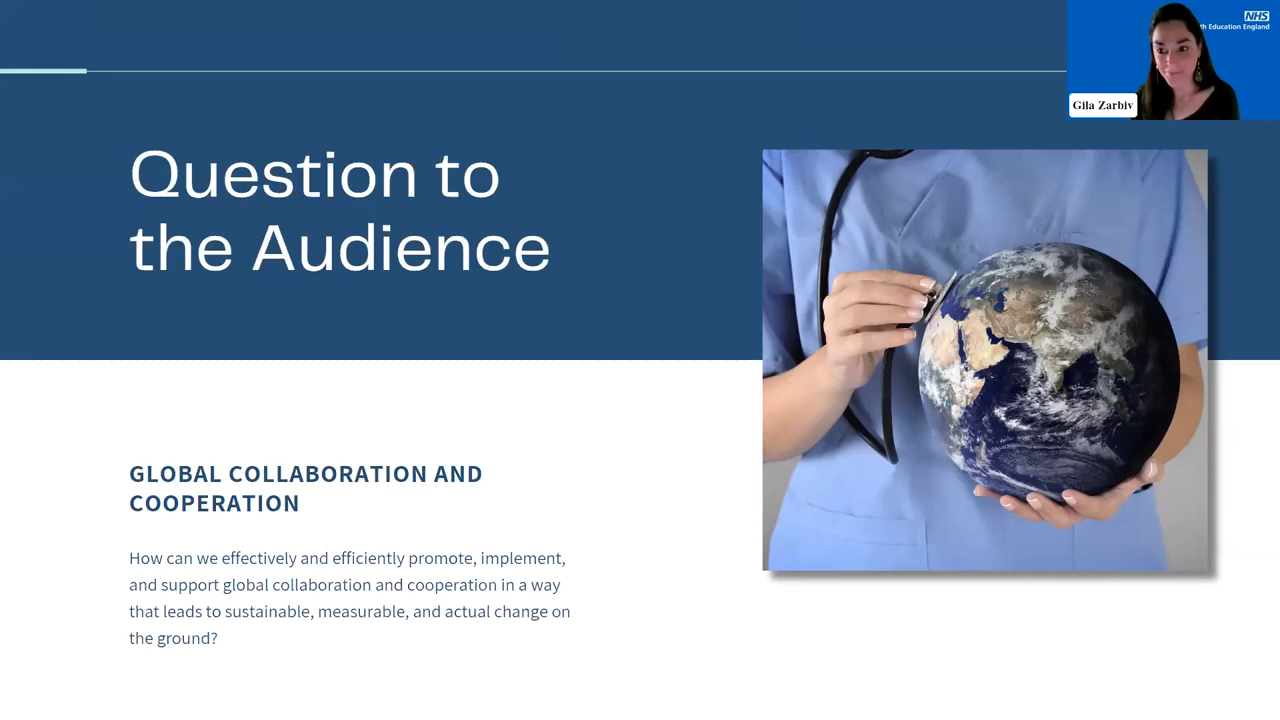 NHS
th Education England
Gila Zarbiv
Question to
the Audience
GLOBAL COLLABORATION AND
COOPERATION
How can we effectively and efficiently promote, implement,
and support global collaboration and cooperation in a way
that leads to sustainable, measurable, and actual change on
the ground?